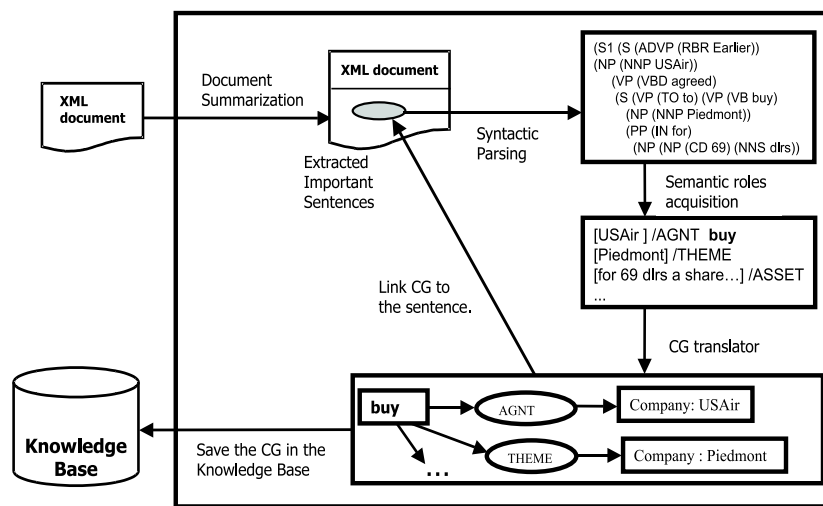 XML
document
Document
Summarization
XML document
Extracted
Important
Sentences
Syntactic
Parsing
(S1 (S (ADVP (RBR Earlier))
(NP (NNP USAir))
(VP (VBD agreed
(S (VP (TO to) (VP (VB buy)
(NP (NNP Piedmont))
(PP (IN for)
(NP (NP (CD 69) (NNS dlrs))
Semantic roles
acquisition
[USAir ] /AGNT buy
[Piedmont] /THEME
[for 69 dlrs a share…] /ASSET
...
Link CG to
the sentence.
CG translator
buy
AGNT
Company: USAir
THEME
Company : Piedmont
...
Save the CG in the
Knowledge Base
Knowledge
Base